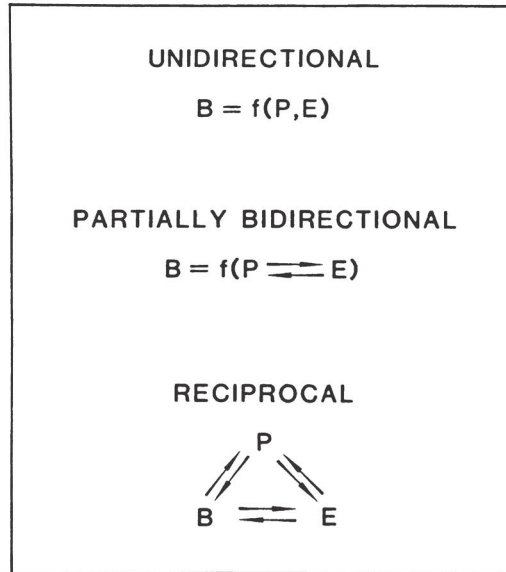 UNIDIRECTIONAL
B = f(P,E)
PARTIALLY BIDIRECTIONAL
B = f(P ⇄ E)
RECIPROCAL
P
B ⇄ E